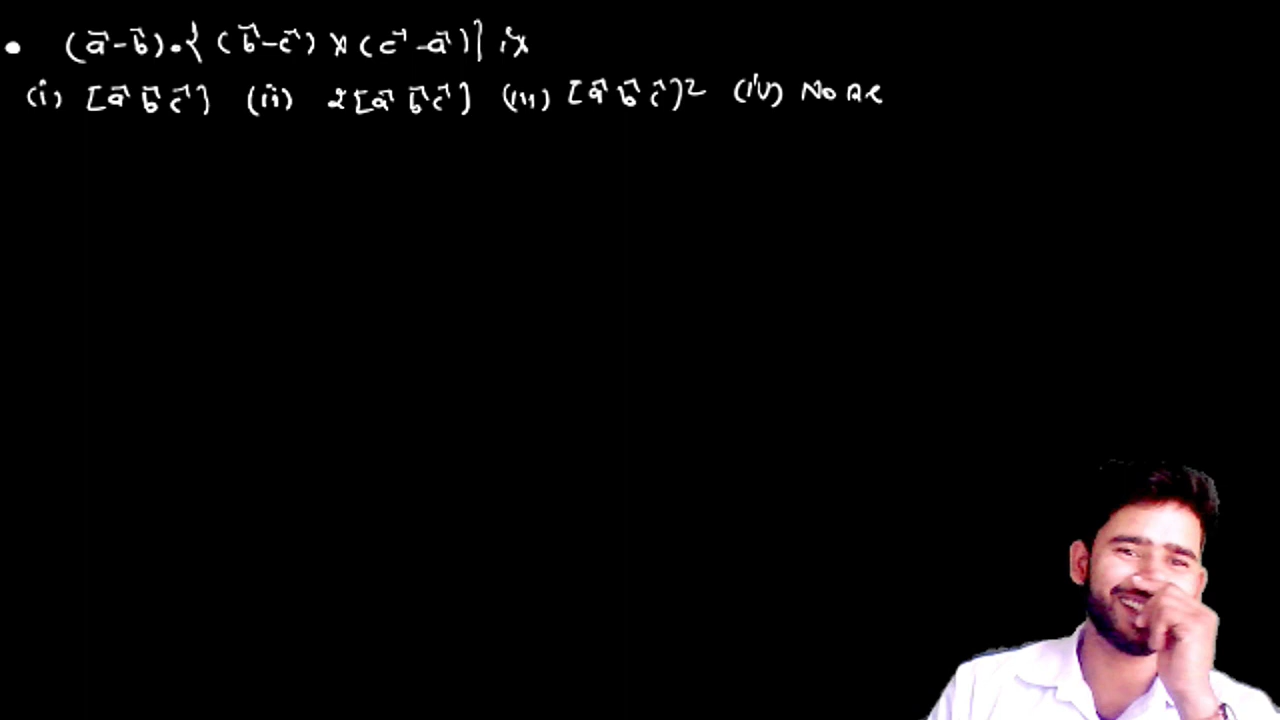 • (a⃗-b⃗).{(b⃗-c⃗)×(c⃗-a⃗)} is
(i) [a⃗ b⃗ c⃗] (ii) 2[a⃗ b⃗ c⃗] (iii) [a⃗ b⃗ c⃗]² (iv) None